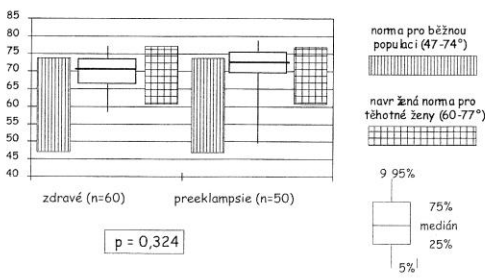 85
80
75
70
65
60
55
50
45
40
zdravé (n=60)
preeklampsie (n=50)
p = 0,324
norma pro běžnou
populaci (47-74°)
navržená norma pro
těhotné ženy (60-77°)
9 95%
75%
medián
25%
5%